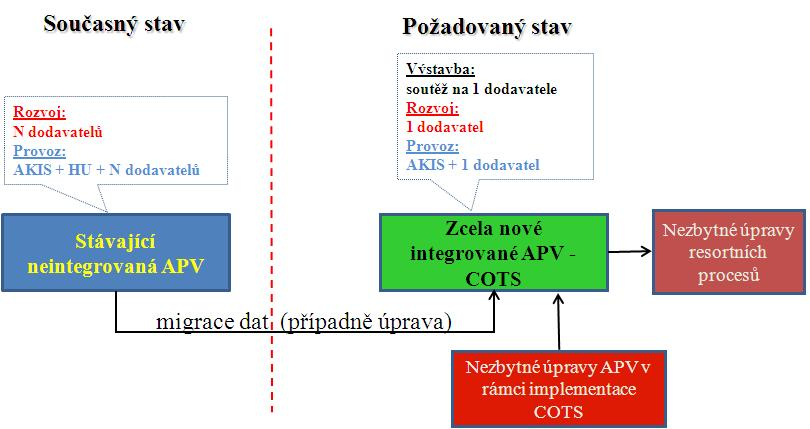 Současný stav
Požadovaný stav
Rozvoj:
N dodavatelů
Provoz:
AKIS + HU + N dodavatelů
Výstavba:
soutěž na 1 dodavatele
Rozvoj:
1 dodavatel
Provoz:
AKIS + 1 dodavatel
Stávající
neintegrovaná APV
Zcela nové
integrované APV -
COTS
Nezbytné úpravy
resortních
procesů
migrace dat (případně úprava)
Nezbytné úpravy APV v
rámci implementace
COTS